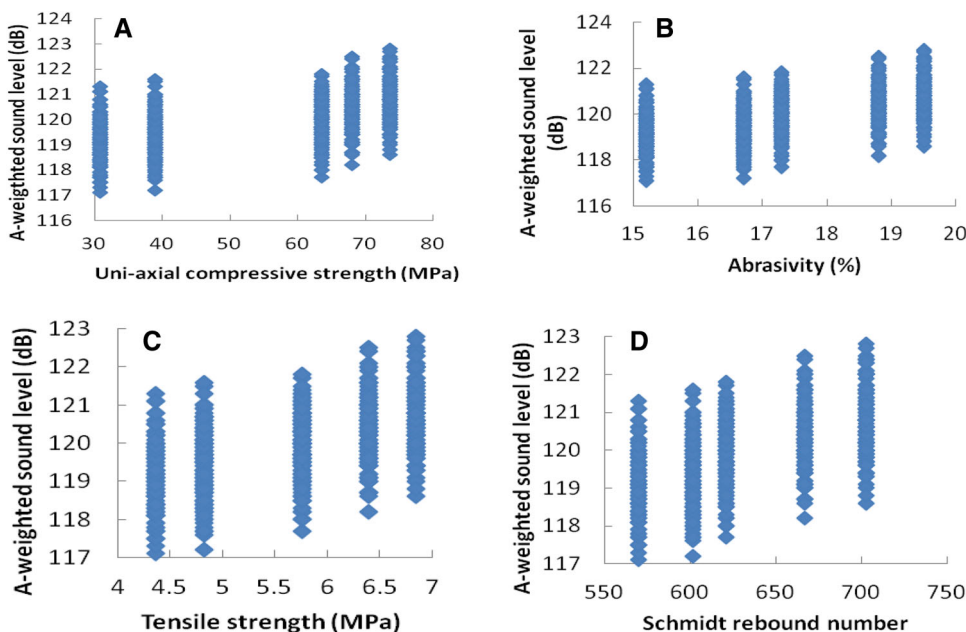 A
A-weigthted sound level (dB)
124
123
122
121
120
119
118
117
116
30 40 50 60 70 80
Uni-axial compressive strength (MPa)
B
A-weghted sound level
(dB)
124
122
120
118
116
15 16 17 18 19 20
Abrasivity (%)
C
A-weighted sound level (dB)
123
122
121
120
119
118
117
4 4.5 5 5.5 6 6.5 7
Tensile strength (MPa)
D
A-weighted sound level (dB)
123
122
121
120
119
118
117
550 600 650 700 750
Schmidt rebound number